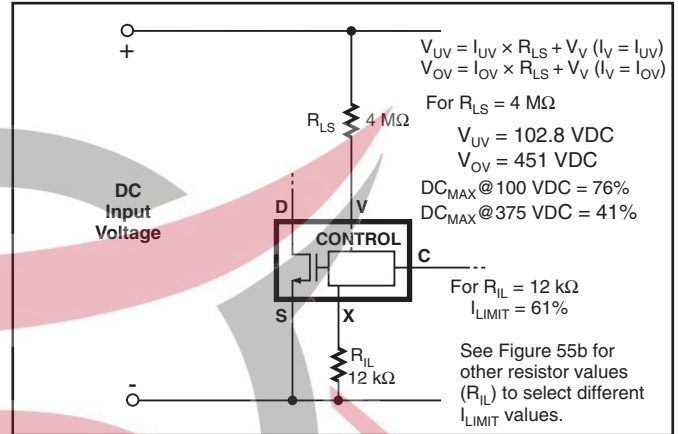 +
V_UV = I_UV × R_LS + V_V (I_V = I_UV)
V_OV = I_OV × R_LS + V_V (I_V = I_OV)
R_LS 4 MΩ
For R_LS = 4 MΩ
V_UV = 102.8 VDC
V_OV = 451 VDC
DC_MAX@100 VDC = 76%
DC_MAX@375 VDC = 41%
DC
Input
Voltage
D V
CONTROL
C
For R_IL = 12 kΩ
I_LIMIT = 61%
S X
R_IL
12 kΩ
See Figure 55b for
other resistor values
(R_IL) to select different
I_LIMIT values.
-